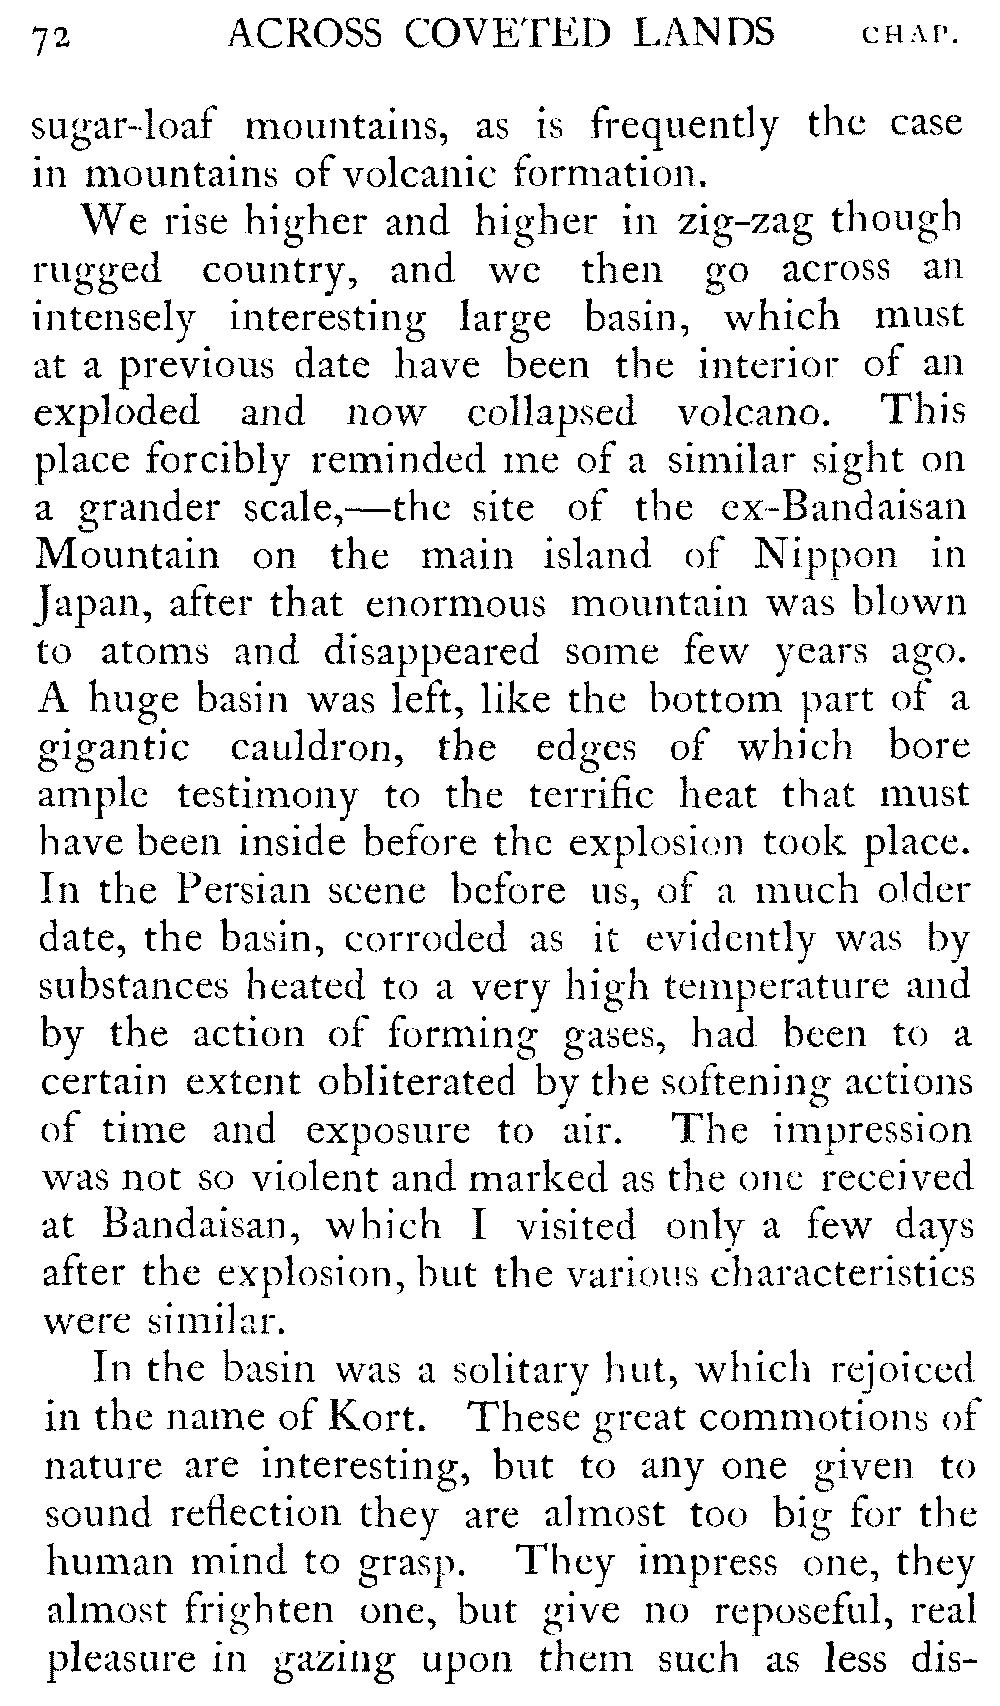 72 ACROSS COVETED LANDS CHAP.
sugar-loaf mountains, as is frequently the case
in mountains of volcanic formation.
We rise higher and higher in zig-zag though
rugged country, and we then go across an
intensely interesting large basin, which must
at a previous date have been the interior of an
exploded and now collapsed volcano. This
place forcibly reminded me of a similar sight on
a grander scale,—the site of the ex-Bandaisan
Mountain on the main island of Nippon in
Japan, after that enormous mountain was blown
to atoms and disappeared some few years ago.
A huge basin was left, like the bottom part of a
gigantic cauldron, the edges of which bore
ample testimony to the terrific heat that must
have been inside before the explosion took place.
In the Persian scene before us, of a much older
date, the basin, corroded as it evidently was by
substances heated to a very high temperature and
by the action of forming gases, had been to a
certain extent obliterated by the softening actions
of time and exposure to air. The impression
was not so violent and marked as the one received
at Bandaisan, which I visited only a few days
after the explosion, but the various characteristics
were similar.
In the basin was a solitary hut, which rejoiced
in the name of Kort. These great commotions of
nature are interesting, but to any one given to
sound reflection they are almost too big for the
human mind to grasp. They impress one, they
almost frighten one, but give no reposeful, real
pleasure in gazing upon them such as less dis-